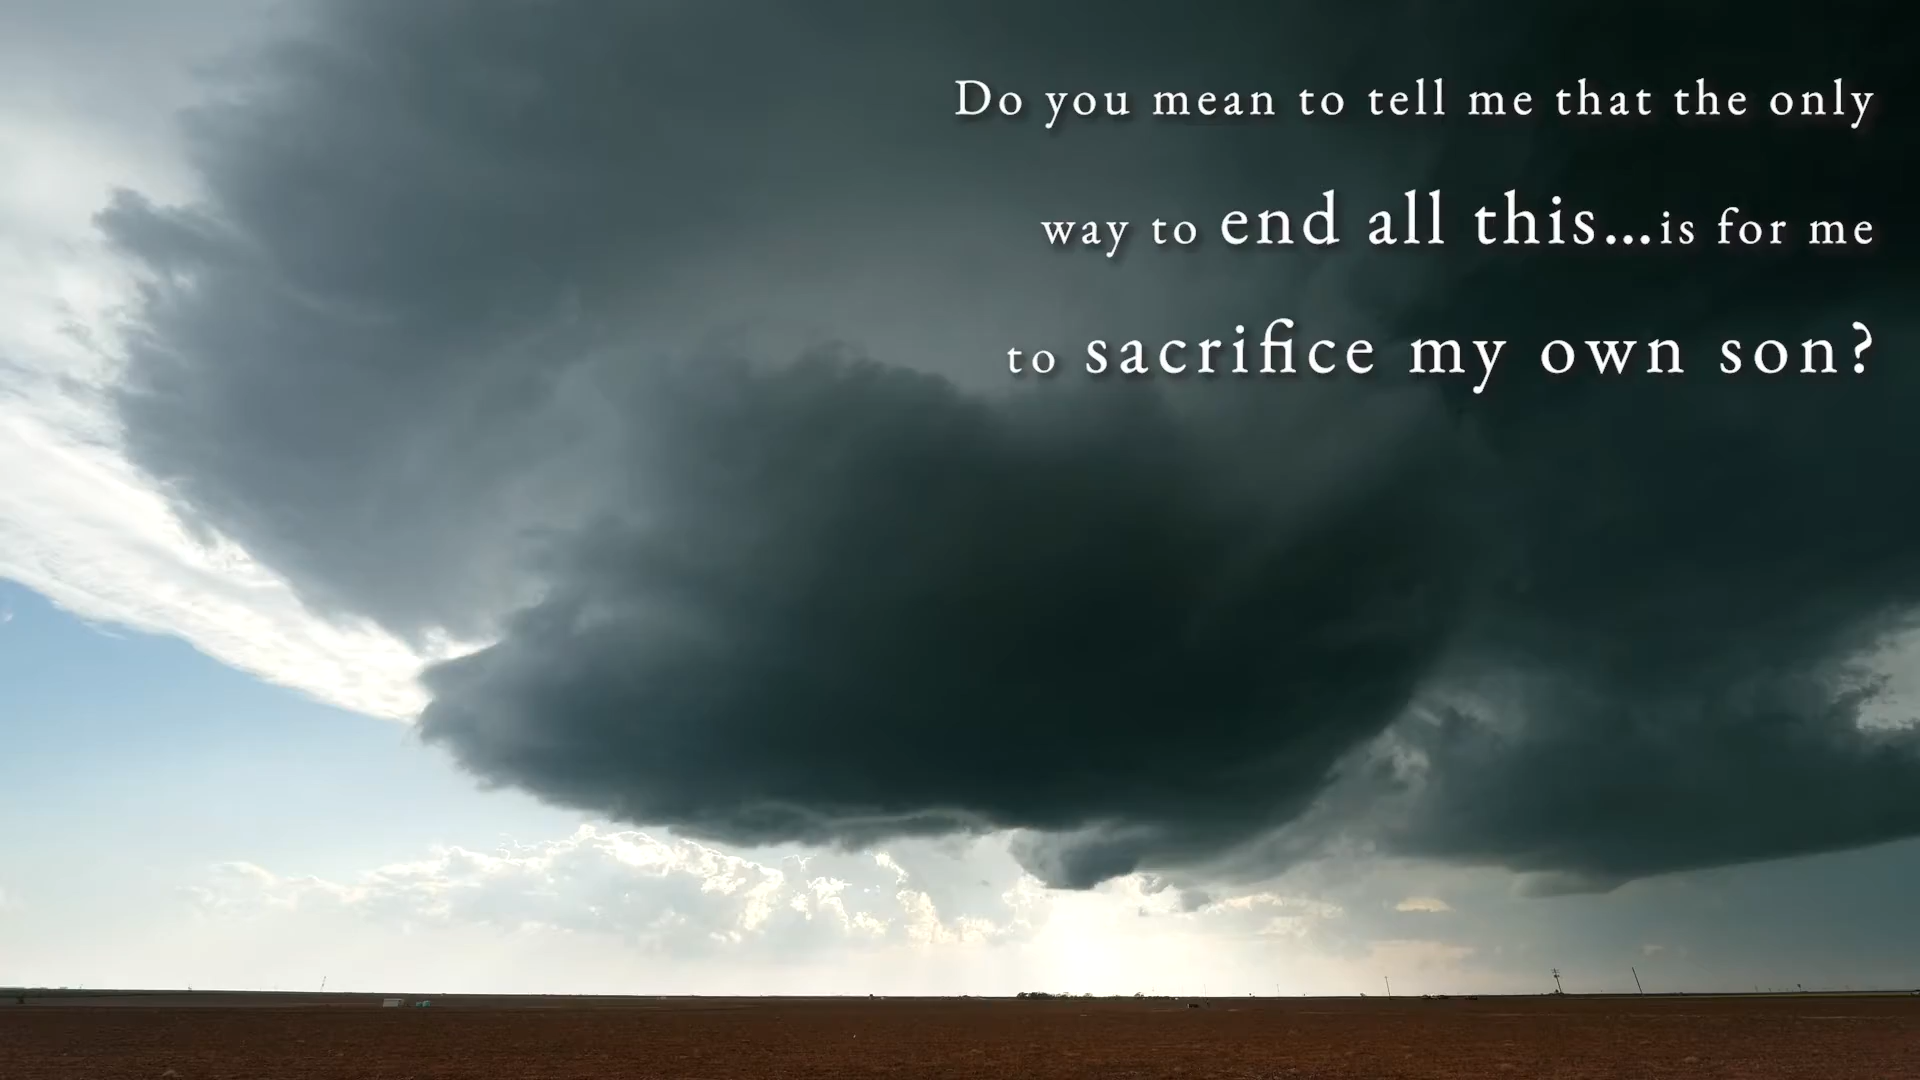 Do you mean to tell me that the only
way to end all this...is for me
to sacrifice my own son?